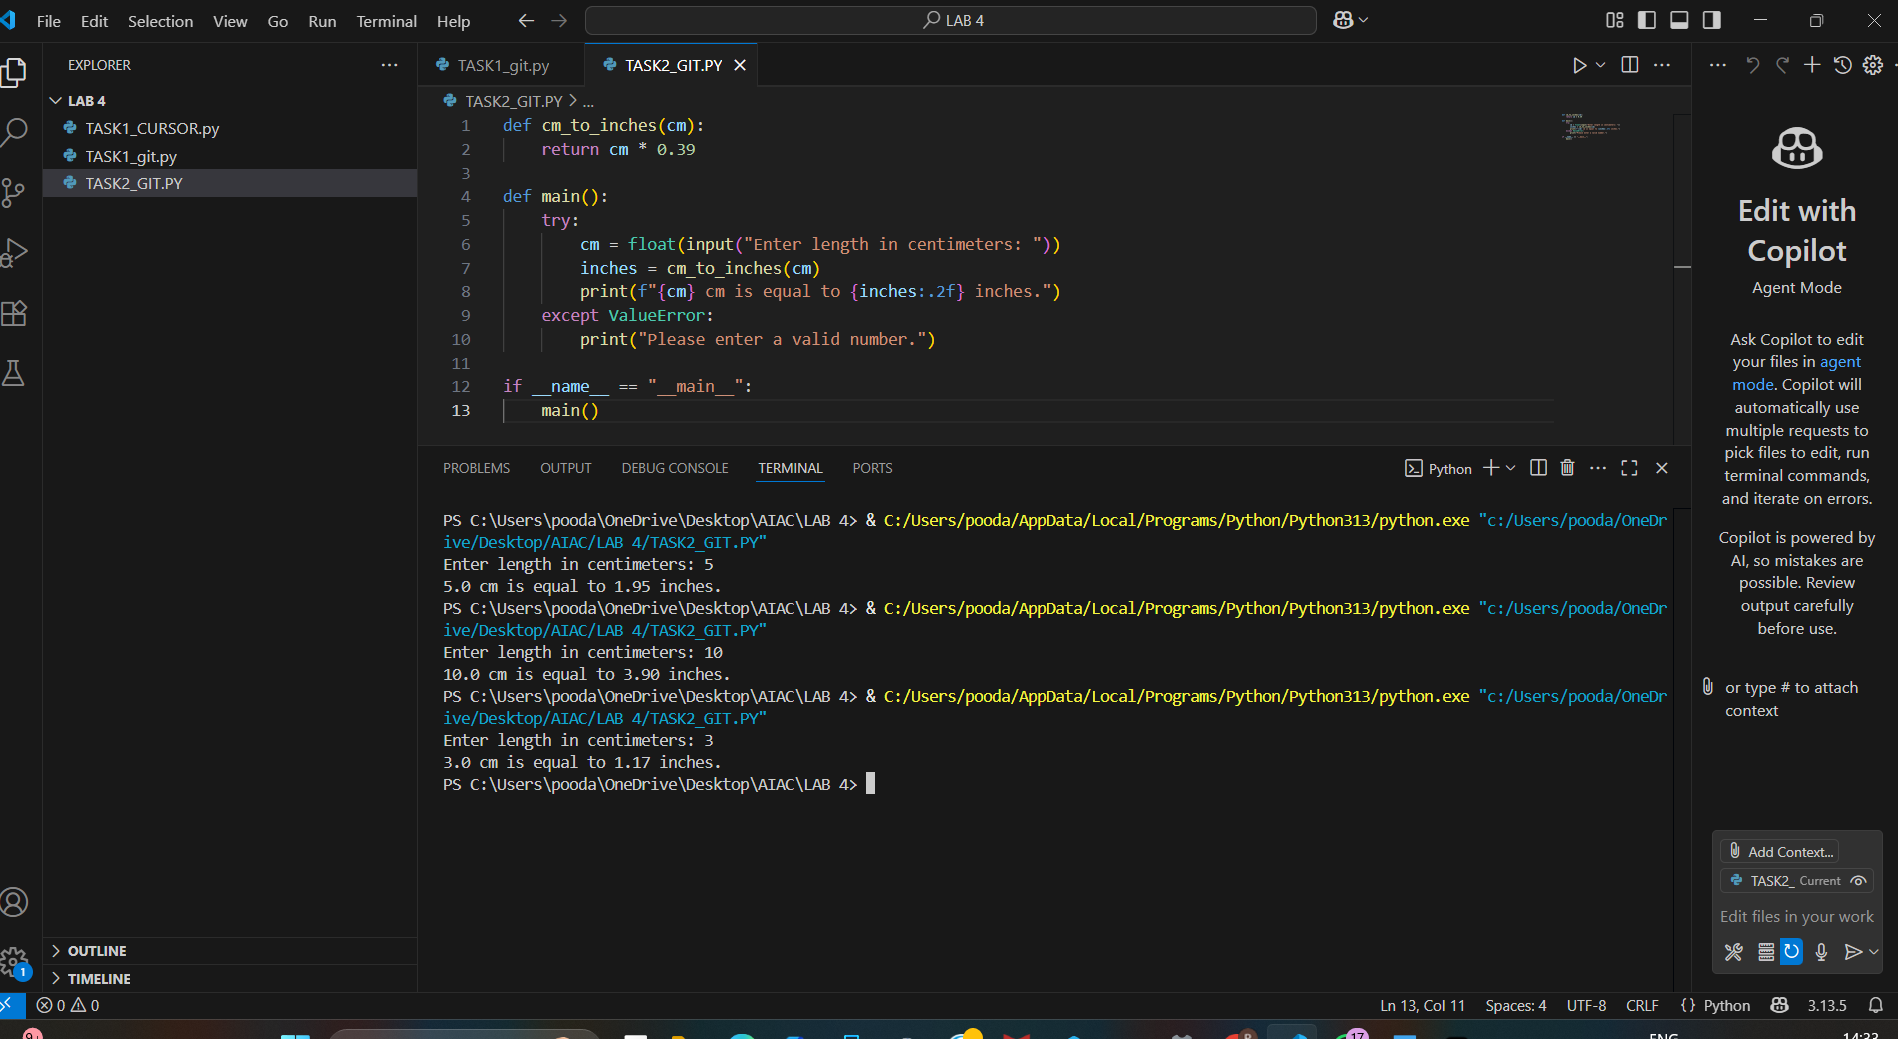 File Edit Selection View Go Run Terminal Help
LAB 4
EXPLORER
LAB 4
TASK1_CURSOR.py
TASK1_git.py
TASK2_GIT.PY
OUTLINE
TIMELINE
TASK1_git.py
TASK2_GIT.PY
TASK2_GIT.PY > ...
1 def cm_to_inches(cm):
2 return cm * 0.39
3
4 def main():
5 try:
6 cm = float(input("Enter length in centimeters: "))
7 inches = cm_to_inches(cm)
8 print(f"{cm} cm is equal to {inches:.2f} inches.")
9 except ValueError:
10 print("Please enter a valid number.")
11
12 if __name__ == "__main__":
13 main()
PROBLEMS OUTPUT DEBUG CONSOLE TERMINAL PORTS
Python
PS C:\Users\pooda\OneDrive\Desktop\AIAC\LAB 4> & C:/Users/pooda/AppData/Local/Programs/Python/Python313/python.exe "c:/Users/pooda/OneDr
ive/Desktop/AIAC/LAB 4/TASK2_GIT.PY"
Enter length in centimeters: 5
5.0 cm is equal to 1.95 inches.
PS C:\Users\pooda\OneDrive\Desktop\AIAC\LAB 4> & C:/Users/pooda/AppData/Local/Programs/Python/Python313/python.exe "c:/Users/pooda/OneDr
ive/Desktop/AIAC/LAB 4/TASK2_GIT.PY"
Enter length in centimeters: 10
10.0 cm is equal to 3.90 inches.
PS C:\Users\pooda\OneDrive\Desktop\AIAC\LAB 4> & C:/Users/pooda/AppData/Local/Programs/Python/Python313/python.exe "c:/Users/pooda/OneDr
ive/Desktop/AIAC/LAB 4/TASK2_GIT.PY"
Enter length in centimeters: 3
3.0 cm is equal to 1.17 inches.
PS C:\Users\pooda\OneDrive\Desktop\AIAC\LAB 4>
Edit with
Copilot
Agent Mode
Ask Copilot to edit
your files in agent
mode. Copilot will
automatically use
multiple requests to
pick files to edit, run
terminal commands,
and iterate on errors.
Copilot is powered by
AI, so mistakes are
possible. Review
output carefully
before use.
or type # to attach
context
Add Context...
TASK2_ Current
Edit files in your work
1
0 0
Ln 13, Col 11 Spaces: 4 UTF-8 CRLF {} Python 3.13.5
9+
17
ENG
14:33